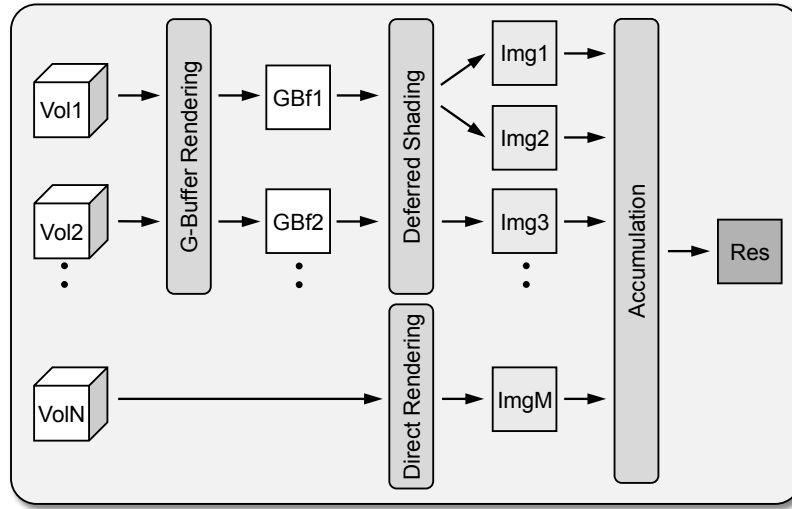 Vol1
G-Buffer Rendering
GBf1
Deferred Shading
Img1
Img2
Vol2
GBf2
Img3
Accumulation
Res
VolN
Direct Rendering
ImgM